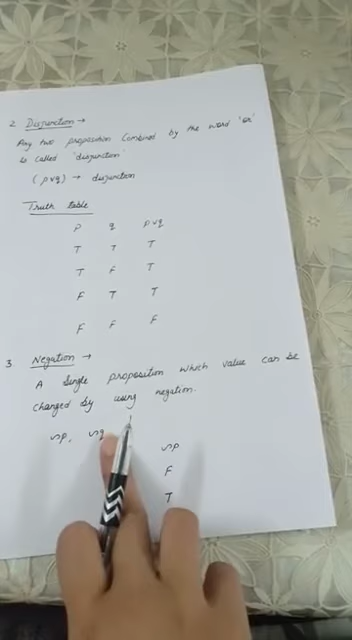 2. Disjunction →
Any two proposition combined by the word 'or'
is called 'disjunction'
(p∨q) → disjunction
Truth table
p q p∨q
T T T
T F T
F T T
F F F
3. Negation →
A single proposition which value can be
changed by using negation.
~p, ~q
~p
F
T